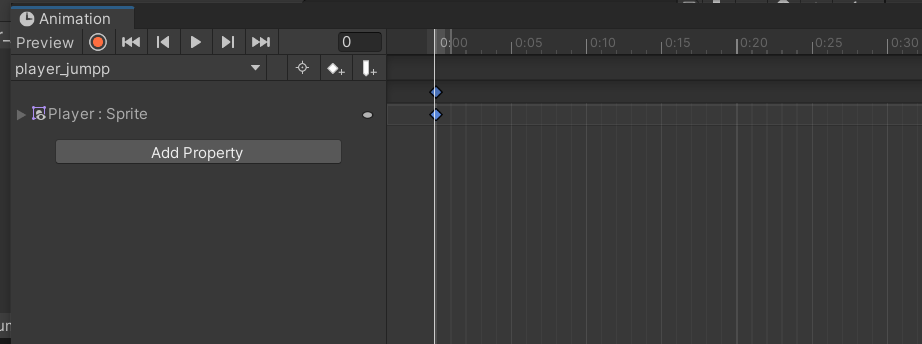 Animation
Preview 0 0:00 0:05 0:10 0:15 0:20 0:25 0:30
player_jumpp
Player : Sprite
Add Property